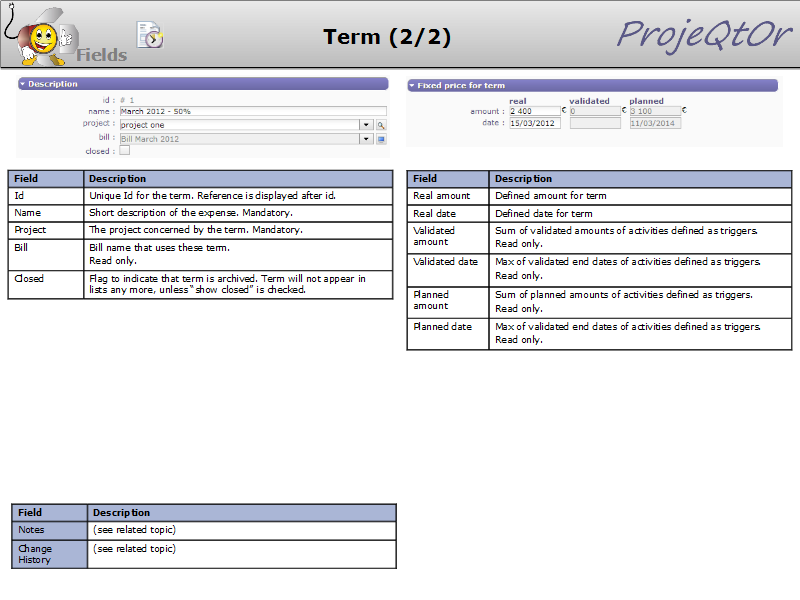 Fields
Term (2/2)
ProjeQtOr
Description
id : # 1
name : March 2012 - 50%
project : project one
bill : Bill March 2012
closed :
Field Description
Id Unique Id for the term. Reference is displayed after id.
Name Short description of the expense. Mandatory.
Project The project concerned by the term. Mandatory.
Bill Bill name that uses these term.
Read only.
Closed Flag to indicate that term is archived. Term will not appear in
lists any more, unless “show closed” is checked.
Fixed price for term
real validated planned
amount : 2 400 € 0 € 3 100 €
date : 15/03/2012 11/03/2014
Field Description
Real amount Defined amount for term
Real date Defined date for term
Validated Sum of validated amounts of activities defined as triggers.
amount Read only.
Validated date Max of validated end dates of activities defined as triggers.
Read only.
Planned Sum of planned amounts of activities defined as triggers.
amount Read only.
Planned date Max of validated end dates of activities defined as triggers.
Read only.
Field Description
Notes (see related topic)
Change (see related topic)
History